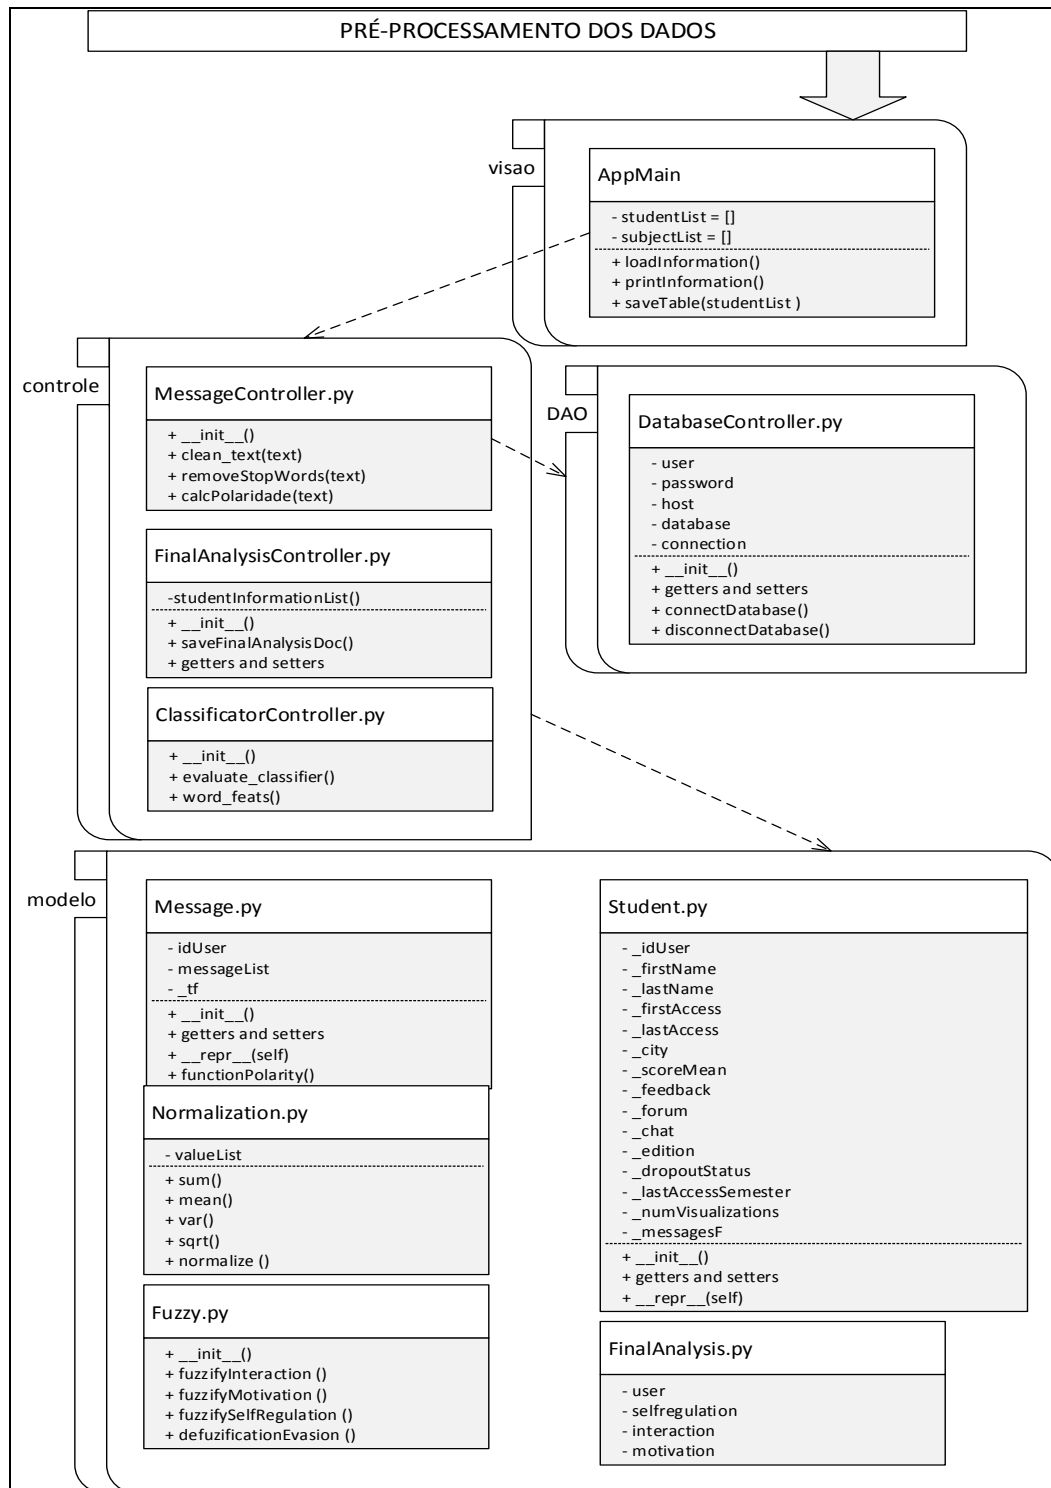 PRÉ-PROCESSAMENTO DOS DADOS
visao
AppMain
- studentList = []
- subjectList = []
+ loadInformation()
+ printInformation()
+ saveTable(studentList )
controle
MessageController.py
+ __init__()
+ clean_text(text)
+ removeStopWords(text)
+ calcPolaridade(text)
FinalAnalysisController.py
-studentInformationList()
+ __init__()
+ saveFinalAnalysisDoc()
+ getters and setters
ClassificatorController.py
+ __init__()
+ evaluate_classifier()
+ word_feats()
DAO
DatabaseController.py
- user
- password
- host
- database
- connection
+ __init__()
+ getters and setters
+ connectDatabase()
+ disconnectDatabase()
modelo
Message.py
- idUser
- messageList
- _tf
+ __init__()
+ getters and setters
+ __repr__(self)
+ functionPolarity()
Normalization.py
- valueList
+ sum()
+ mean()
+ var()
+ sqrt()
+ normalize ()
Fuzzy.py
+ __init__()
+ fuzzifyInteraction ()
+ fuzzifyMotivation ()
+ fuzzifySelfRegulation ()
+ defuzificationEvasion ()
Student.py
- _idUser
- _firstName
- _lastName
- _firstAccess
- _lastAccess
- _city
- _scoreMean
- _feedback
- _forum
- _chat
- _edition
- _dropoutStatus
- _lastAccessSemester
- _numVisualizations
- _messagesF
+ __init__()
+ getters and setters
+ __repr__(self)
FinalAnalysis.py
- user
- selfregulation
- interaction
- motivation